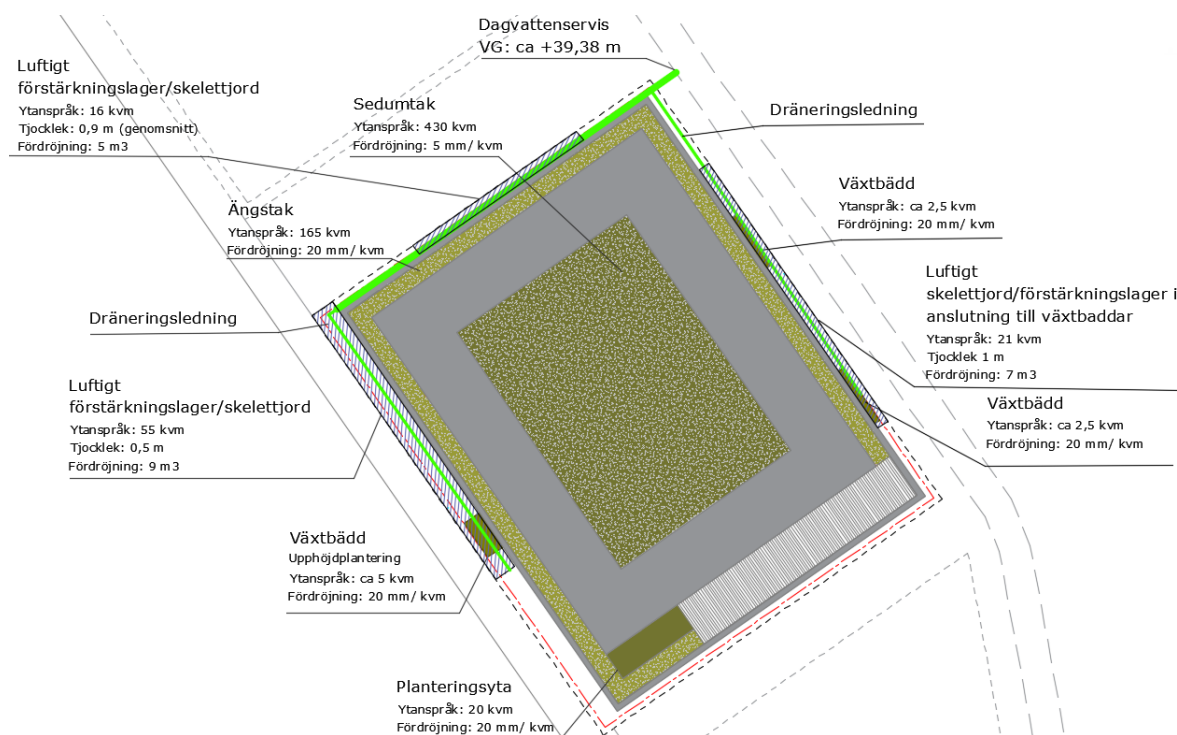 Dagvattenservis
VG: ca +39,38 m
Luftigt
förstärkningslager/skelettjord
Ytanspråk: 16 kvm
Tjocklek: 0,9 m (genomsnitt)
Fördröjning: 5 m3
Sedumtak
Ytanspråk: 430 kvm
Fördröjning: 5 mm/ kvm
Dräneringsledning
Ängstak
Ytanspråk: 165 kvm
Fördröjning: 20 mm/ kvm
Växtbädd
Ytanspråk: ca 2,5 kvm
Fördröjning: 20 mm/ kvm
Luftigt
skelettjord/förstärkningslager i
anslutning till växtbaddar
Ytanspråk: 21 kvm
Tjocklek 1 m
Fördröjning: 7 m3
Dräneringsledning
Luftigt
förstärkningslager/skelettjord
Ytanspråk: 55 kvm
Tjocklek: 0,5 m
Fördröjning: 9 m3
Växtbädd
Ytanspråk: ca 2,5 kvm
Fördröjning: 20 mm/ kvm
Växtbädd
Upphöjdplantering
Ytanspråk: ca 5 kvm
Fördröjning: 20 mm/ kvm
Planteringsyta
Ytanspråk: 20 kvm
Fördröjning: 20 mm/ kvm